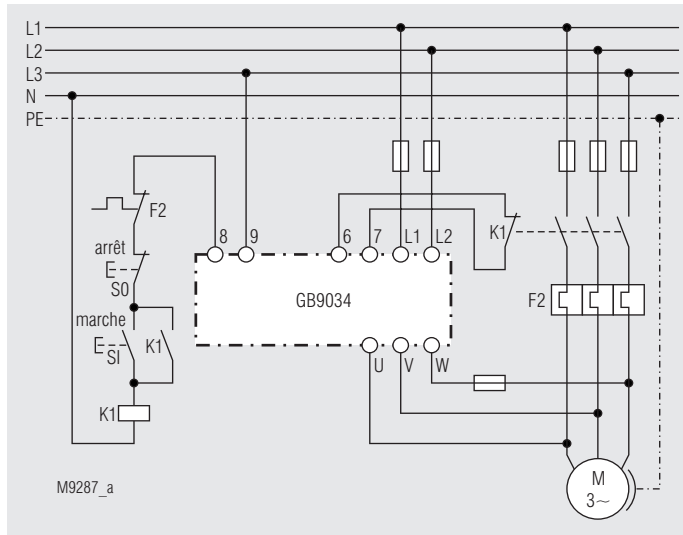 L1
L2
L3
N
PE
F2
8 9 6 7 L1 L2
K1
arrêt
S0
GB9034
F2
marche
SI
K1
U V W
K1
M9287_a
M
3~